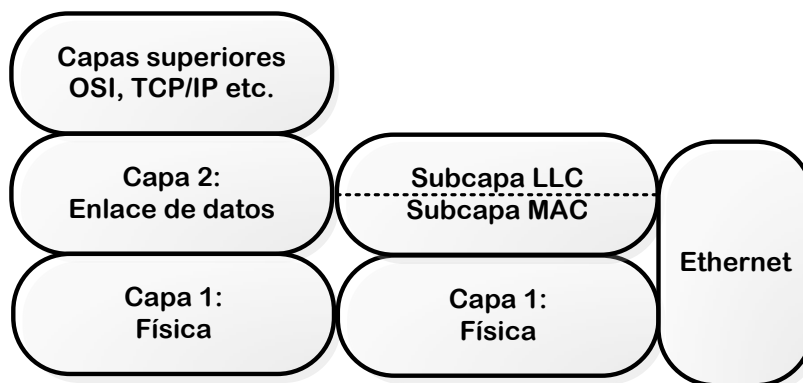 Capas superiores
OSI, TCP/IP etc.
Capa 2:
Enlace de datos
Subcapa LLC
Subcapa MAC
Capa 1:
Física
Capa 1:
Física
Ethernet